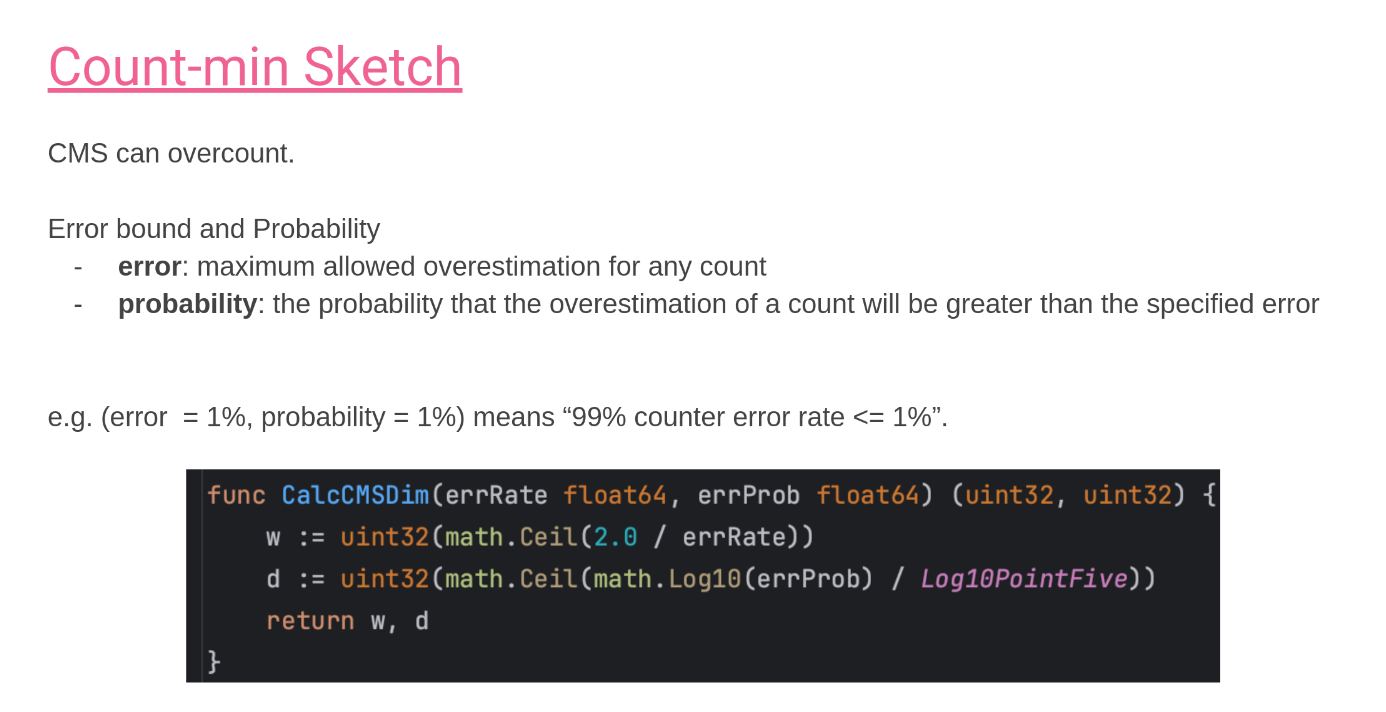 Count-min Sketch
CMS can overcount.
Error bound and Probability
- error: maximum allowed overestimation for any count
- probability: the probability that the overestimation of a count will be greater than the specified error
e.g. (error  = 1%, probability = 1%) means “99% counter error rate <= 1%”.
func CalcCMSDim(errRate float64, errProb float64) (uint32, uint32) {
    w := uint32(math.Ceil(2.0 / errRate))
    d := uint32(math.Ceil(math.Log10(errProb) / Log10PointFive))
    return w, d
}